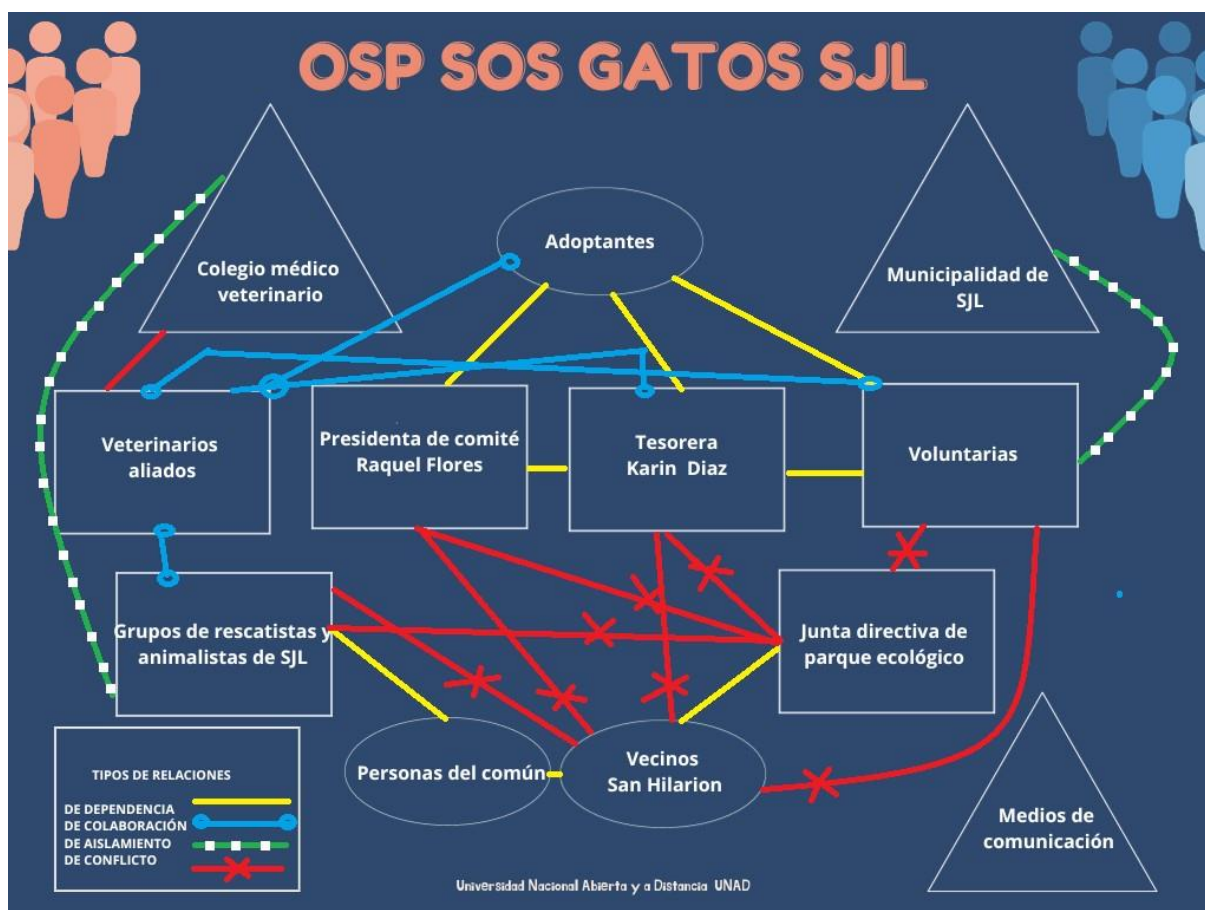 OSP SOS GATOS SJL
Adoptantes
Colegio médico
veterinario
Municipalidad de
SJL
Veterinarios
aliados
Presidenta de comité
Raquel Flores
Tesorera
Karin Diaz
Voluntarias
Grupos de rescatistas y
animalistas de SJL
Junta directiva de
parque ecológico
Personas del común
Vecinos
San Hilarion
Medios de
comunicación
TIPOS DE RELACIONES
DE DEPENDENCIA
DE COLABORACIÓN
DE AISLAMIENTO
DE CONFLICTO
Universidad Nacional Abierta y a Distancia UNAD